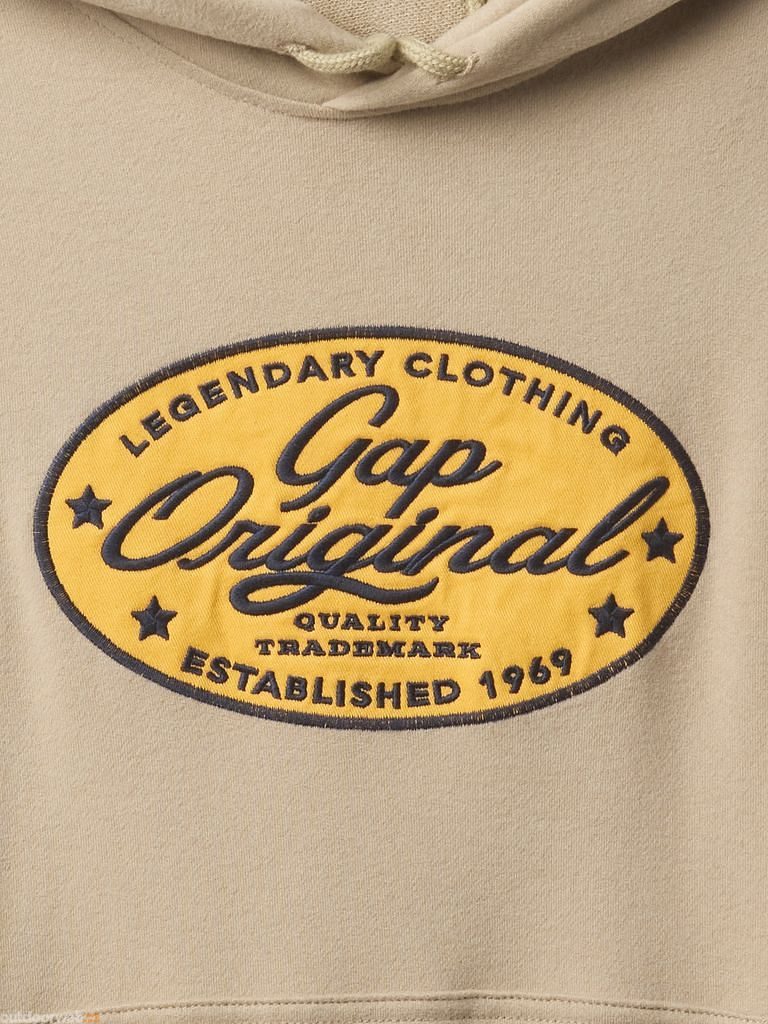 LEGENDARY CLOTHING
Gap
Original
QUALITY
TRADEMARK
ESTABLISHED 1969